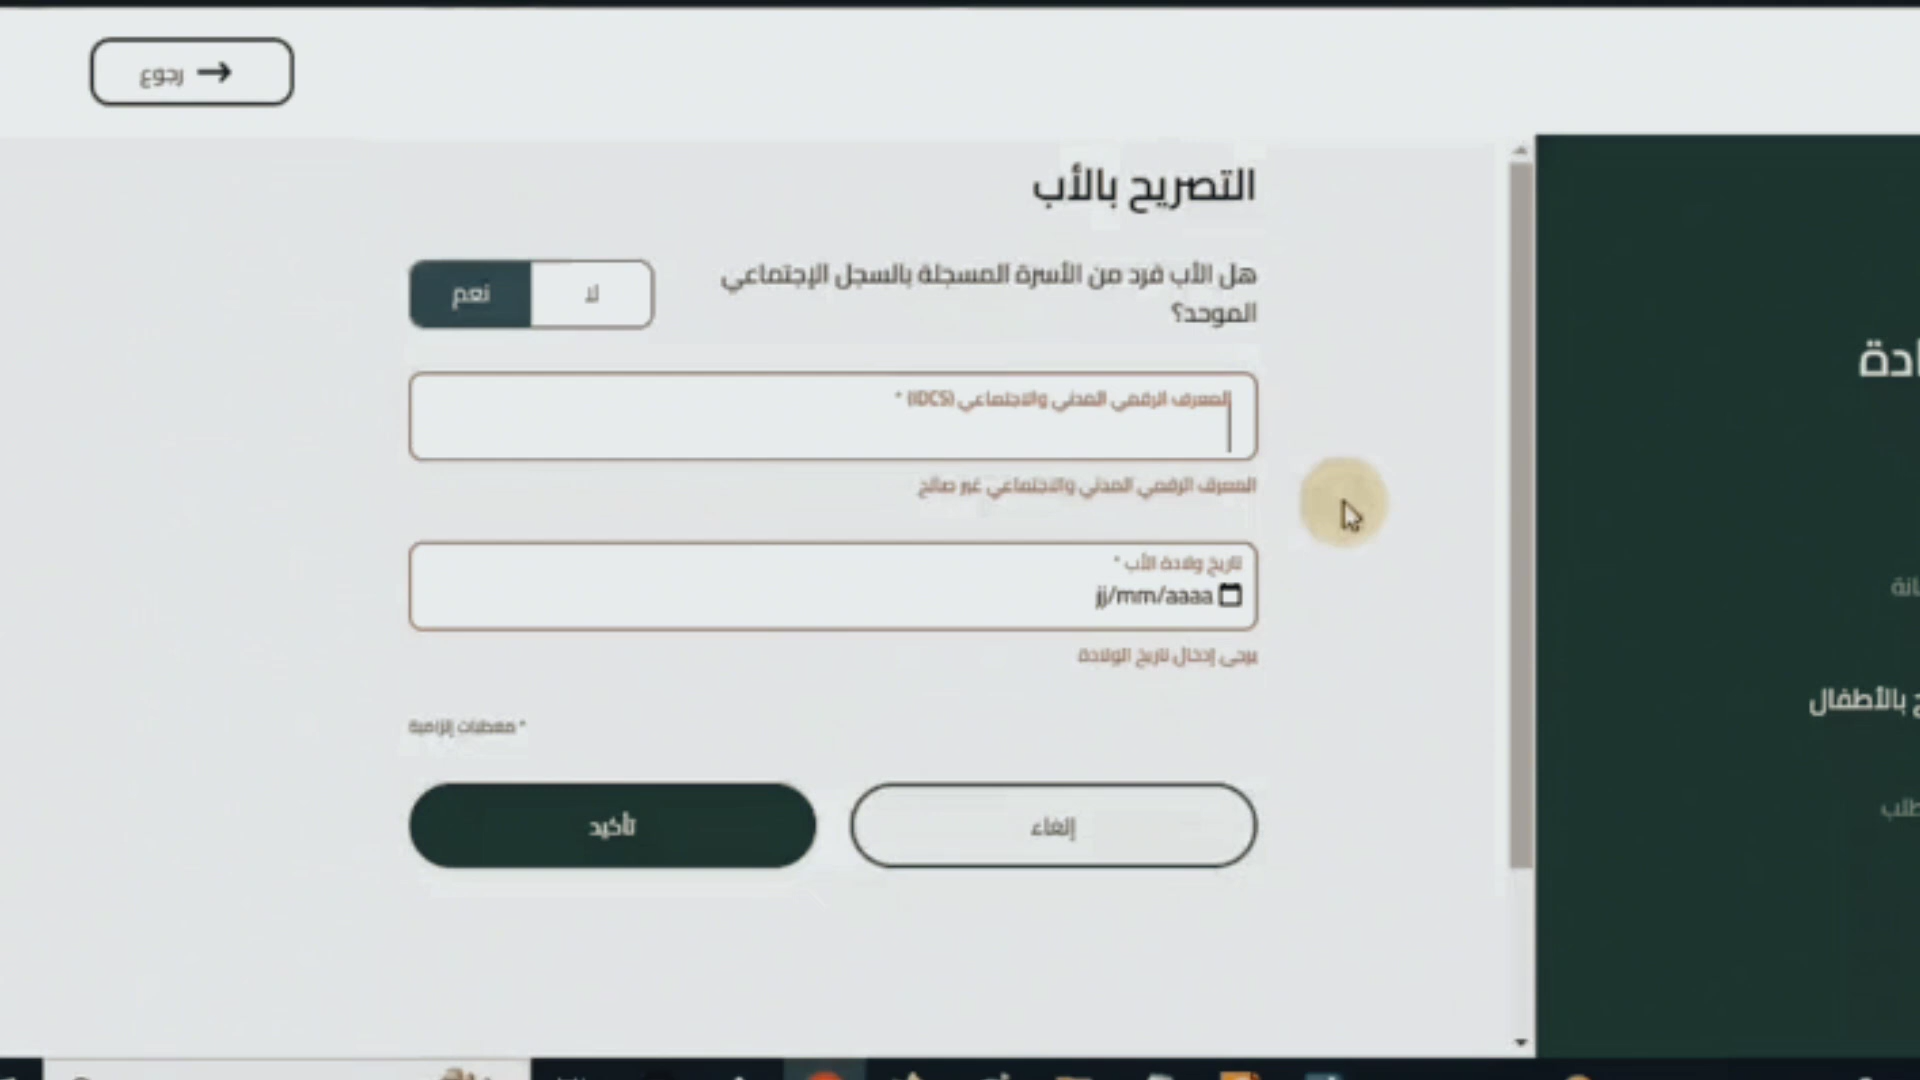 رجوع
التصريح بالأب
هل الأب فرد من الأسرة المسجلة بالسجل الإجتماعي
الموحد؟
لا
نعم
المعرف الرقمي المدني والاجتماعي (IDCS) *
المعرف الرقمي المدني والاجتماعي غير صالح
تاريخ ولادة الأب *
jj/mm/aaaa
يرجى إدخال تاريخ الولادة
* معطيات إلزامية
إلغاء
تأكيد
بالأطفال